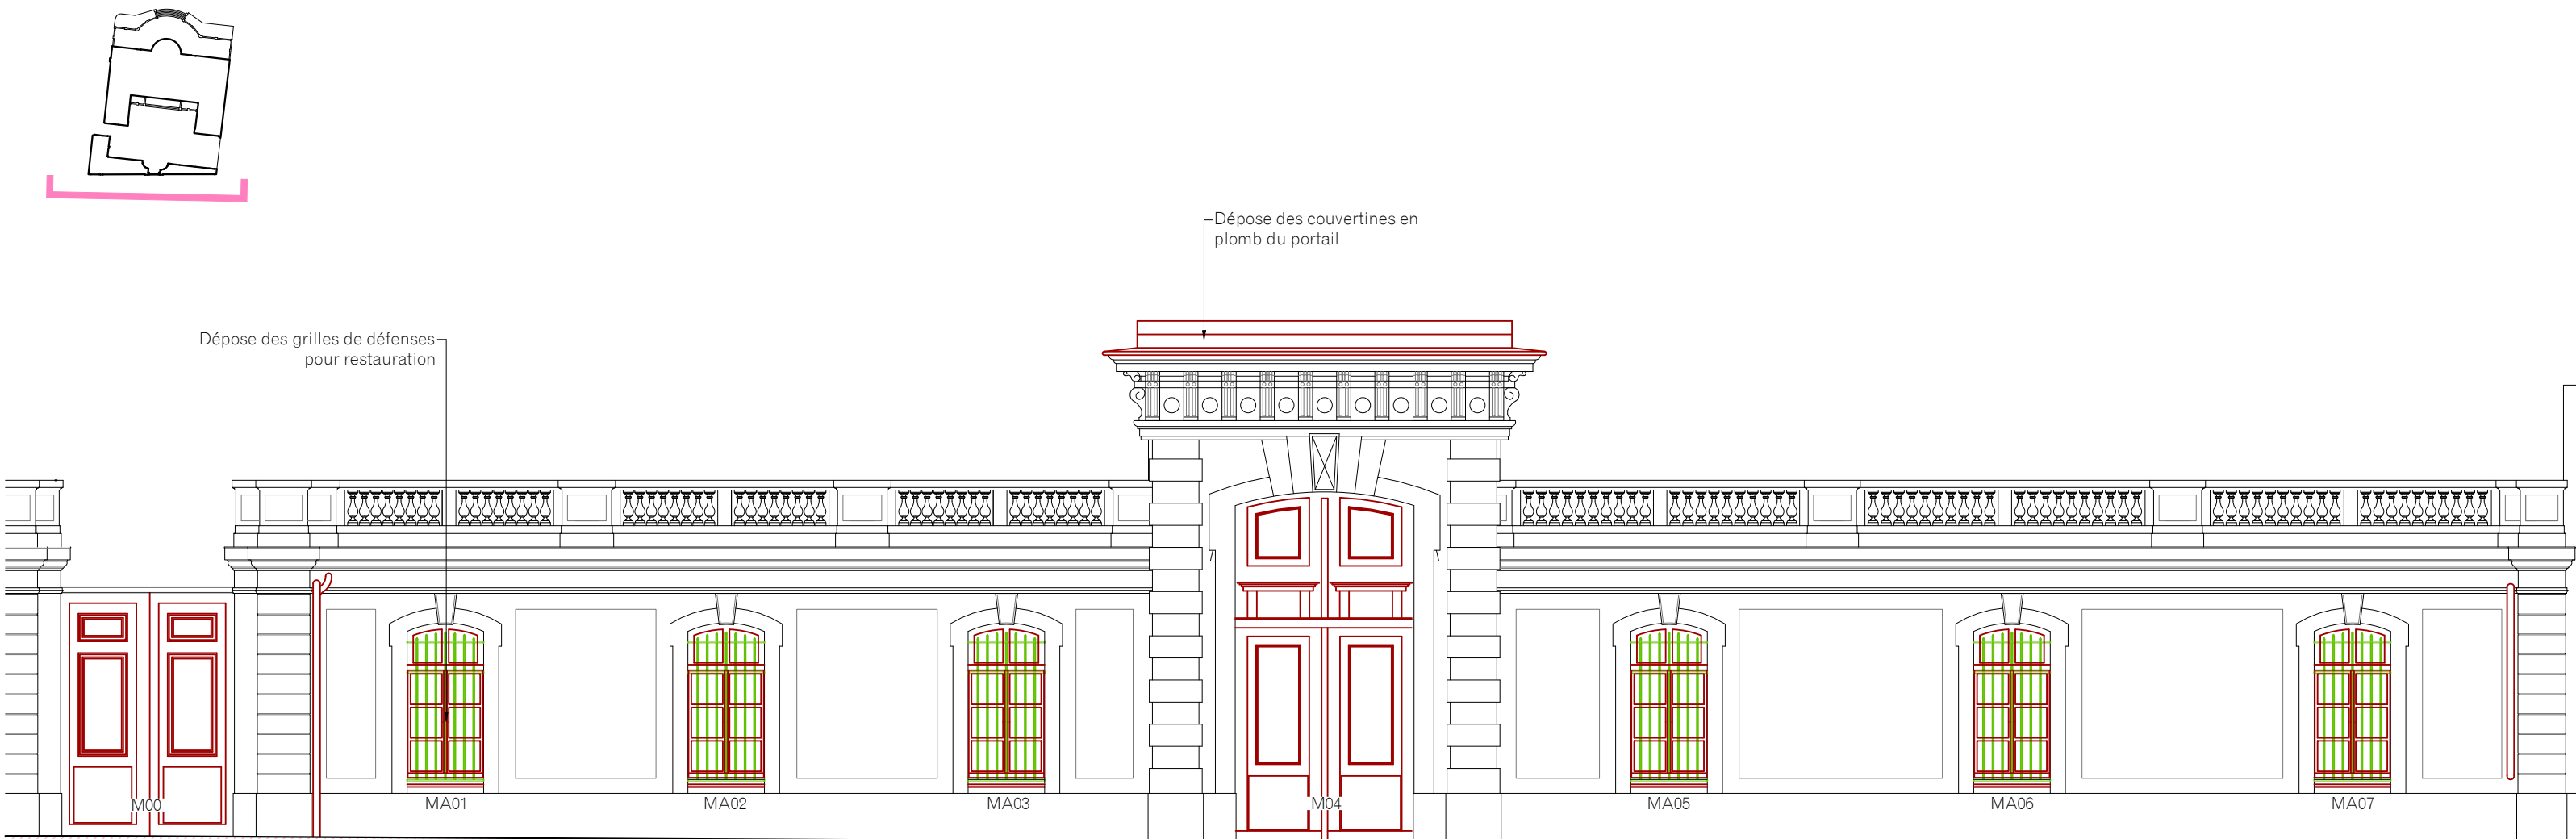 Dépose des couvertines en
plomb du portail
Dépose des grilles de défenses
pour restauration
M00
MA01
MA02
MA03
M04
MA05
MA06
MA07